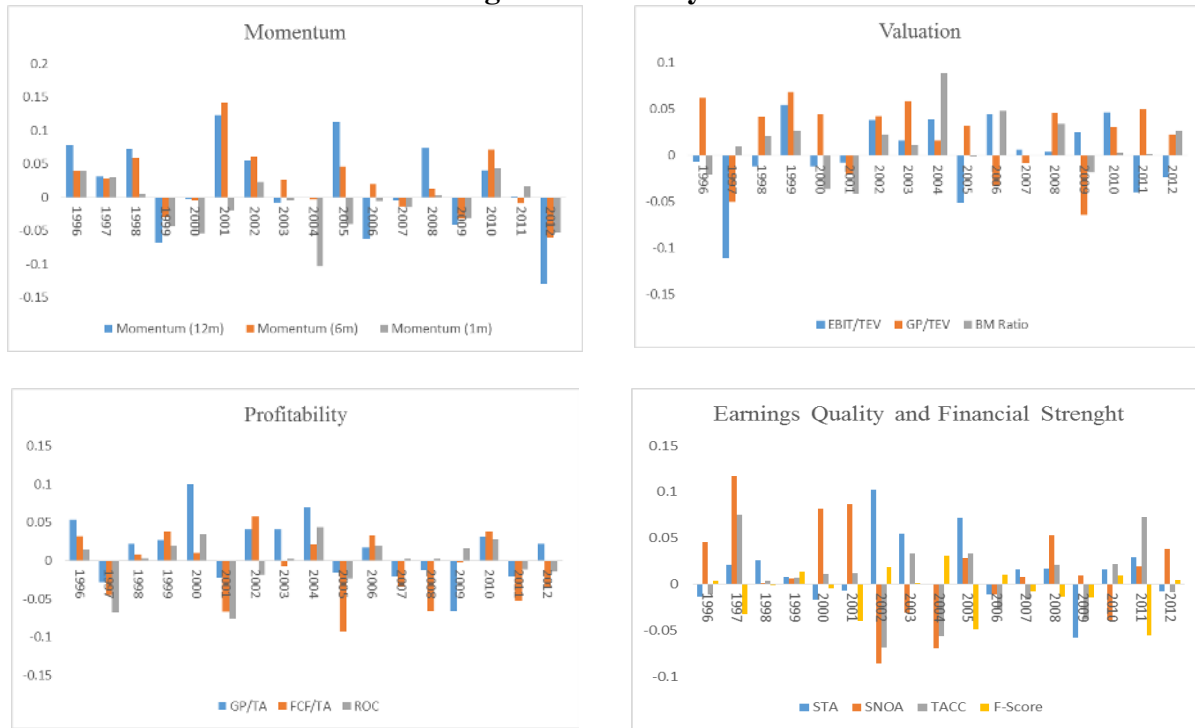 Momentum
0.2
0.15
0.1
0.05
0
-0.05
-0.1
-0.15
1996 1997 1998 1999 2000 2001 2002 2003 2004 2005 2006 2007 2008 2009 2010 2011 2012
Momentum (12m) Momentum (6m) Momentum (1m)
Valuation
0.1
0.05
0
-0.05
-0.1
-0.15
1996 1997 1998 1999 2000 2001 2002 2003 2004 2005 2006 2007 2008 2009 2010 2011 2012
EBIT/TEV GP/TEV BM Ratio
Profitability
0.15
0.1
0.05
0
-0.05
-0.1
-0.15
1996 1997 1998 1999 2000 2001 2002 2003 2004 2005 2006 2007 2008 2009 2010 2011 2012
GP/TA FCF/TA ROC
Earnings Quality and Financial Strenght
0.15
0.1
0.05
0
-0.05
-0.1
1996 1997 1998 1999 2000 2001 2002 2003 2004 2005 2006 2007 2008 2009 2010 2011 2012
STA SNOA TACC F-Score